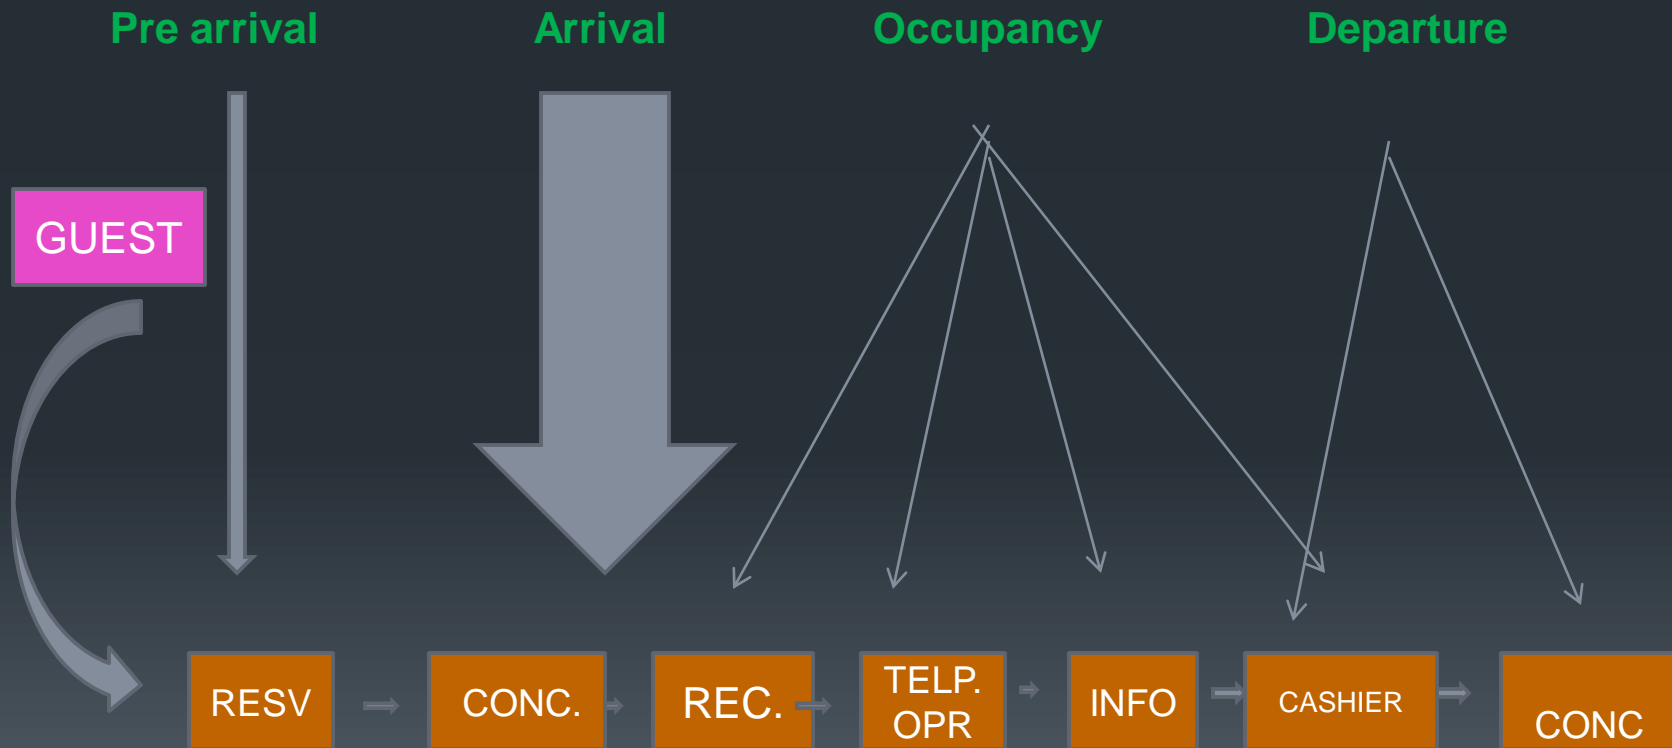 Pre arrival
Arrival
Occupancy
Departure
GUEST
RESV
CONC.
REC.
TELP.
OPR
INFO
CASHIER
CONC